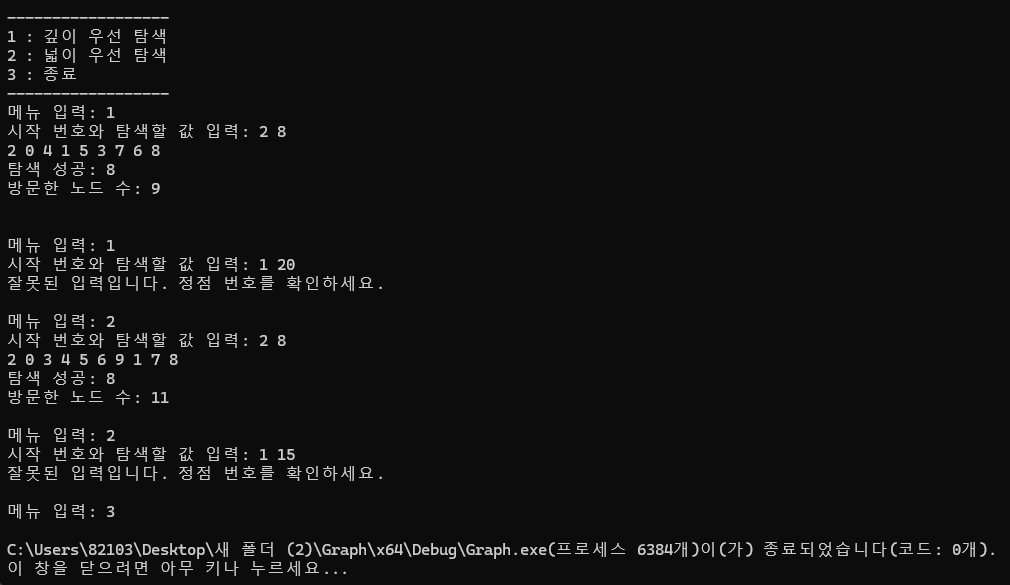 ------------------
1 : 깊이 우선 탐색
2 : 넓이 우선 탐색
3 : 종료
------------------
메뉴 입력: 1
시작 번호와 탐색할 값 입력: 2 8
2 0 4 1 5 3 7 6 8
탐색 성공: 8
방문한 노드 수: 9
메뉴 입력: 1
시작 번호와 탐색할 값 입력: 1 20
잘못된 입력입니다. 정점 번호를 확인하세요.
메뉴 입력: 2
시작 번호와 탐색할 값 입력: 2 8
2 0 3 4 5 6 9 1 7 8
탐색 성공: 8
방문한 노드 수: 11
메뉴 입력: 2
시작 번호와 탐색할 값 입력: 1 15
잘못된 입력입니다. 정점 번호를 확인하세요.
메뉴 입력: 3
C:\Users\82103\Desktop\새 폴더 (2)\Graph\x64\Debug\Graph.exe(프로세스 6384개)이(가) 종료되었습니다(코드: 0개).
이 창을 닫으려면 아무 키나 누르세요...